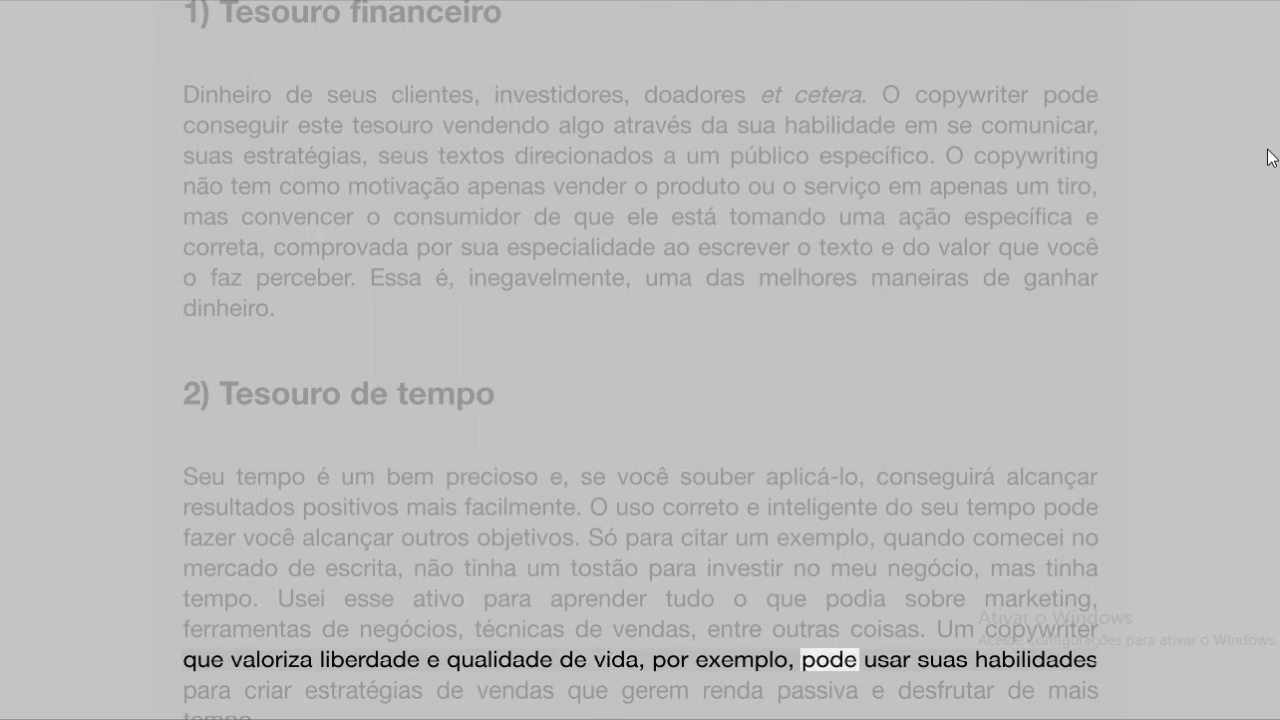 1) Tesouro financeiro
Dinheiro de seus clientes, investidores, doadores et cetera. O copywriter pode
conseguir este tesouro vendendo algo através da sua habilidade em se comunicar,
suas estratégias, seus textos direcionados a um público específico. O copywriting
não tem como motivação apenas vender o produto ou o serviço em apenas um tiro,
mas convencer o consumidor de que ele está tomando uma ação específica e
correta, comprovada por sua especialidade ao escrever o texto e do valor que você
o faz perceber. Essa é, inegavelmente, uma das melhores maneiras de ganhar
dinheiro.
2) Tesouro de tempo
Seu tempo é um bem precioso e, se você souber aplicá-lo, conseguirá alcançar
resultados positivos mais facilmente. O uso correto e inteligente do seu tempo pode
fazer você alcançar outros objetivos. Só para citar um exemplo, quando comecei no
mercado de escrita, não tinha um tostão para investir no meu negócio, mas tinha
tempo. Usei esse ativo para aprender tudo o que podia sobre marketing,
ferramentas de negócios, técnicas de vendas, entre outras coisas. Um copywriter
que valoriza liberdade e qualidade de vida, por exemplo, pode usar suas habilidades
para criar estratégias de vendas que gerem renda passiva e desfrutar de mais
tempo.
Ativar o Windows
Acesse Configurações para ativar o Windows.